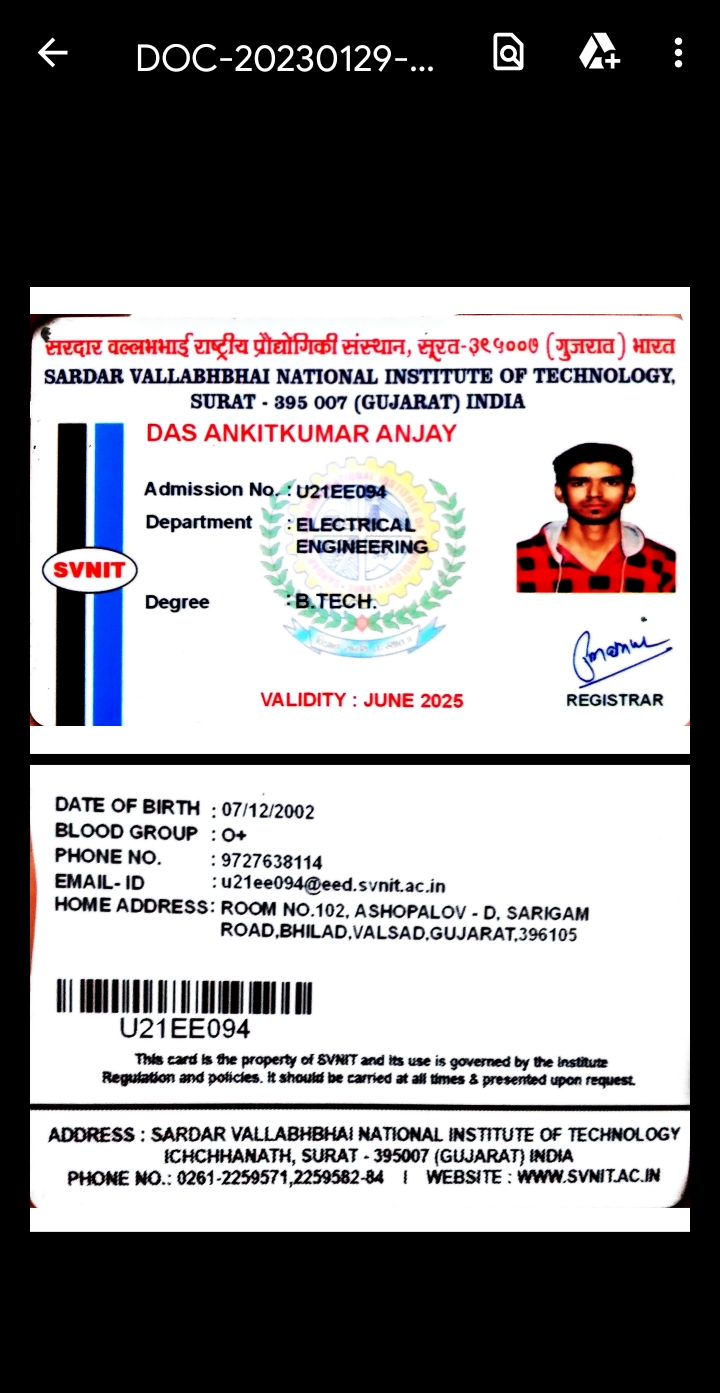 DOC-20230129-...
सरदार वल्लभभाई राष्ट्रीय प्रौद्योगिकी संस्थान, सूरत-३९५००७ (गुजरात) भारत
SARDAR VALLABHBHAI NATIONAL INSTITUTE OF TECHNOLOGY,
SURAT - 395 007 (GUJARAT) INDIA
DAS ANKITKUMAR ANJAY
Admission No. : U21EE094
Department : ELECTRICAL
ENGINEERING
SVNIT
Degree : B.TECH.
VALIDITY : JUNE 2025
REGISTRAR
DATE OF BIRTH : 07/12/2002
BLOOD GROUP : O+
PHONE NO. : 9727638114
EMAIL- ID : u21ee094@eed.svnit.ac.in
HOME ADDRESS: ROOM NO.102, ASHOPALOV - D, SARIGAM
ROAD,BHILAD,VALSAD,GUJARAT,396105
U21EE094
This card is the property of SVNIT and its use is governed by the Institute
Regulation and policies. It should be carried at all times & presented upon request.
ADDRESS : SARDAR VALLABHBHAI NATIONAL INSTITUTE OF TECHNOLOGY
ICHCHHANATH, SURAT - 395007 (GUJARAT) INDIA
PHONE NO.: 0261-2259571,2259582-84 | WEBSITE : WWW.SVNIT.AC.IN